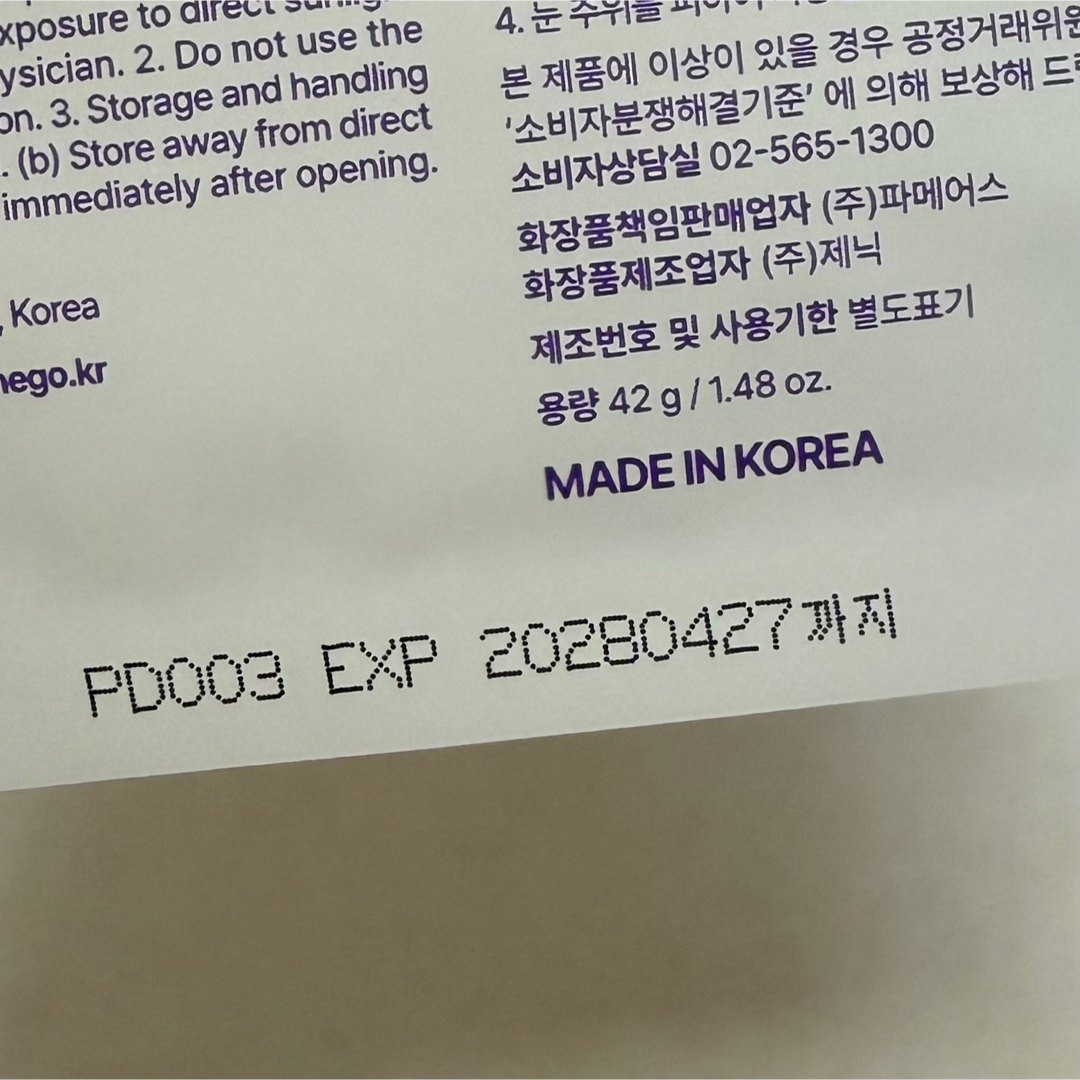 exposure to direct
ysician. 2. Do not use the
on. 3. Storage and handling
. (b) Store away from direct
immediately after opening.
, Korea
nego.kr
4. 눈 주위를
본 제품에 이상이 있을 경우 공정거래위원
'소비자분쟁해결기준' 에 의해 보상해
소비자상담실 02-565-1300
화장품책임판매업자 (주)파메어스
화장품제조업자 (주)제닉
제조번호 및 사용기한 별도표기
용량 42 g / 1.48 oz.
MADE IN KOREA
PD003 EXP 20280427까지